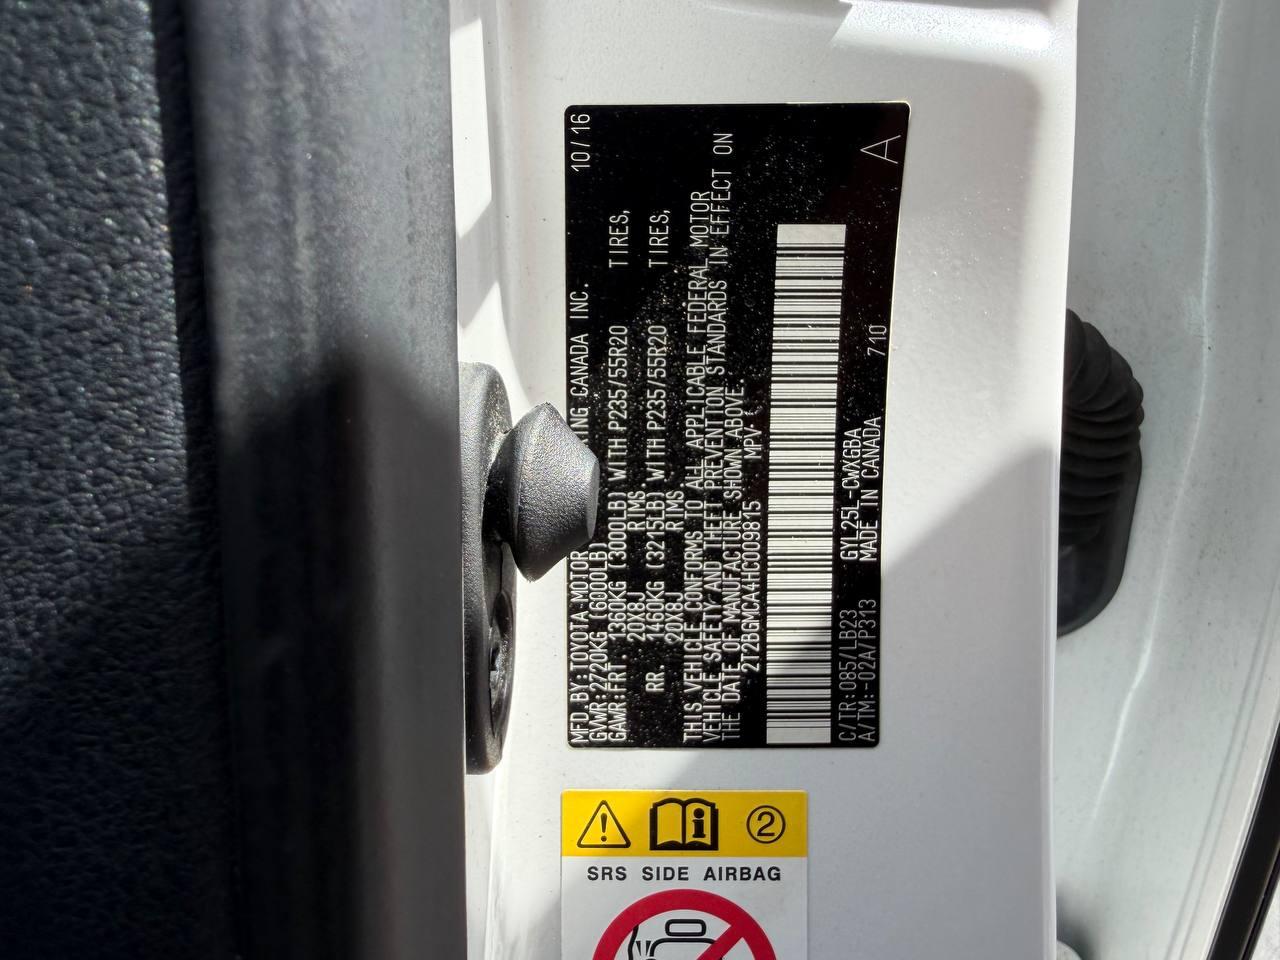 MFD.BY:TOYOTA MOTOR ING CANADA INC. 10/16
GVWR:2720KG (6000LB)
GAWR:FRT 1360KG (3000LB) WITH P235/55R20 TIRES,
20X8J RIMS
RR. 1460KG (3215LB) WITH P235/55R20 TIRES,
20X8J RIMS
THIS VEHICLE CONFORMS TO ALL APPLICABLE FEDERAL MOTOR
VEHICLE SAFETY AND THEFT PREVENTION STANDARDS IN EFFECT ON
THE DATE OF MANUFACTURE SHOWN ABOVE.
2T2BGMCA4HC009815 MPV
C/TR:085/LB23 GYL25L-CWXGBA
A/TM:-02A/P313 MADE IN CANADA 710 A
2
SRS SIDE AIRBAG